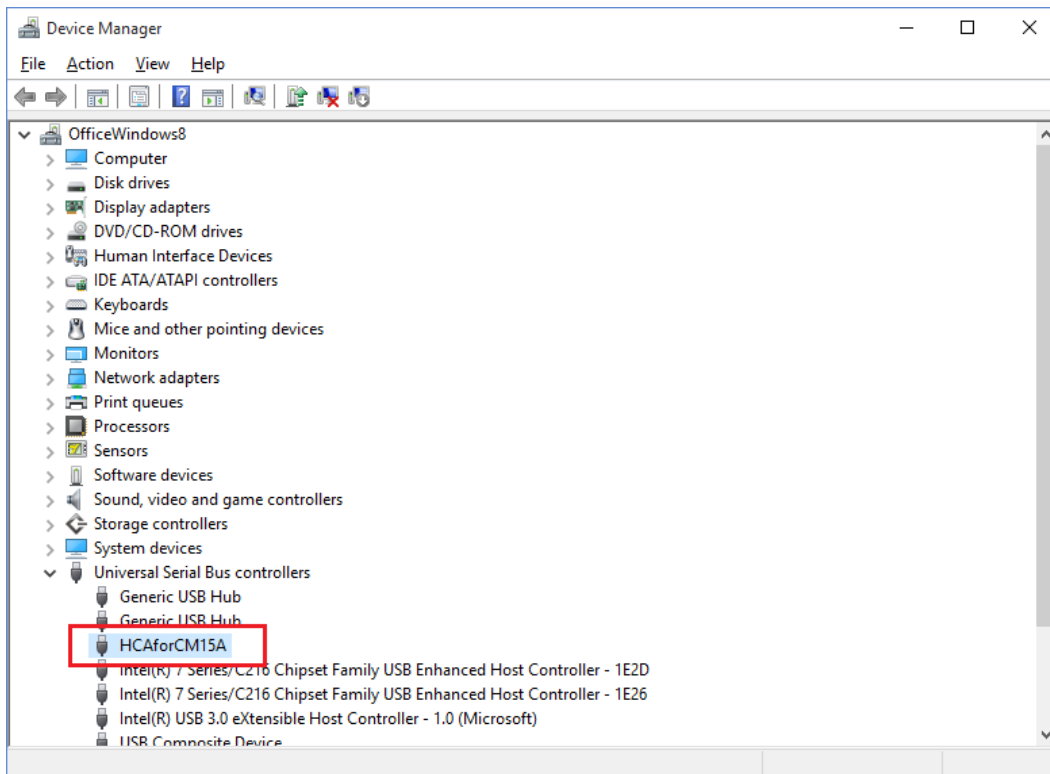 Device Manager
File Action View Help
OfficeWindows8
Computer
Disk drives
Display adapters
DVD/CD-ROM drives
Human Interface Devices
IDE ATA/ATAPI controllers
Keyboards
Mice and other pointing devices
Monitors
Network adapters
Print queues
Processors
Sensors
Software devices
Sound, video and game controllers
Storage controllers
System devices
Universal Serial Bus controllers
Generic USB Hub
Generic USB Hub
HCAforCM15A
Intel(R) 7 Series/C216 Chipset Family USB Enhanced Host Controller - 1E2D
Intel(R) 7 Series/C216 Chipset Family USB Enhanced Host Controller - 1E26
Intel(R) USB 3.0 eXtensible Host Controller - 1.0 (Microsoft)
USB Composite Device